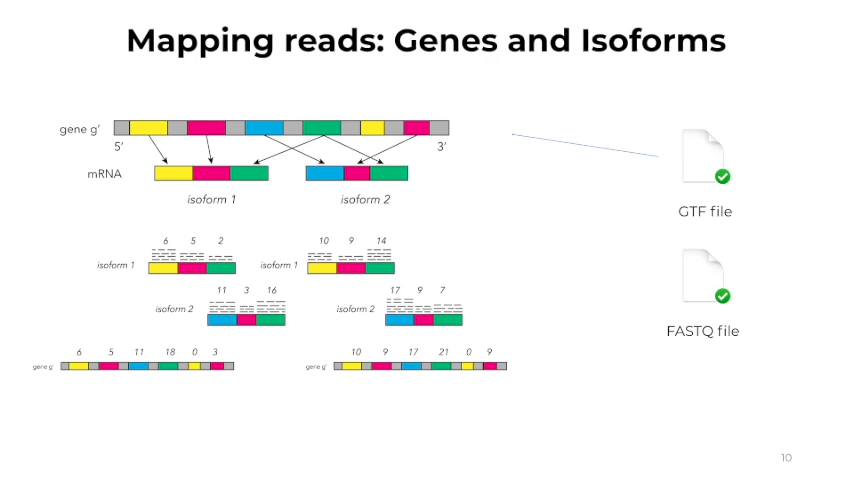 Mapping reads: Genes and Isoforms
gene g'
5'
3'
mRNA
isoform 1
isoform 2
GTF file
6 5 2
isoform 1
10 9 14
isoform 1
11 3 16
isoform 2
17 9 7
isoform 2
FASTQ file
6 5 11 18 0 3
gene g'
10 9 17 21 0 9
gene g'
10